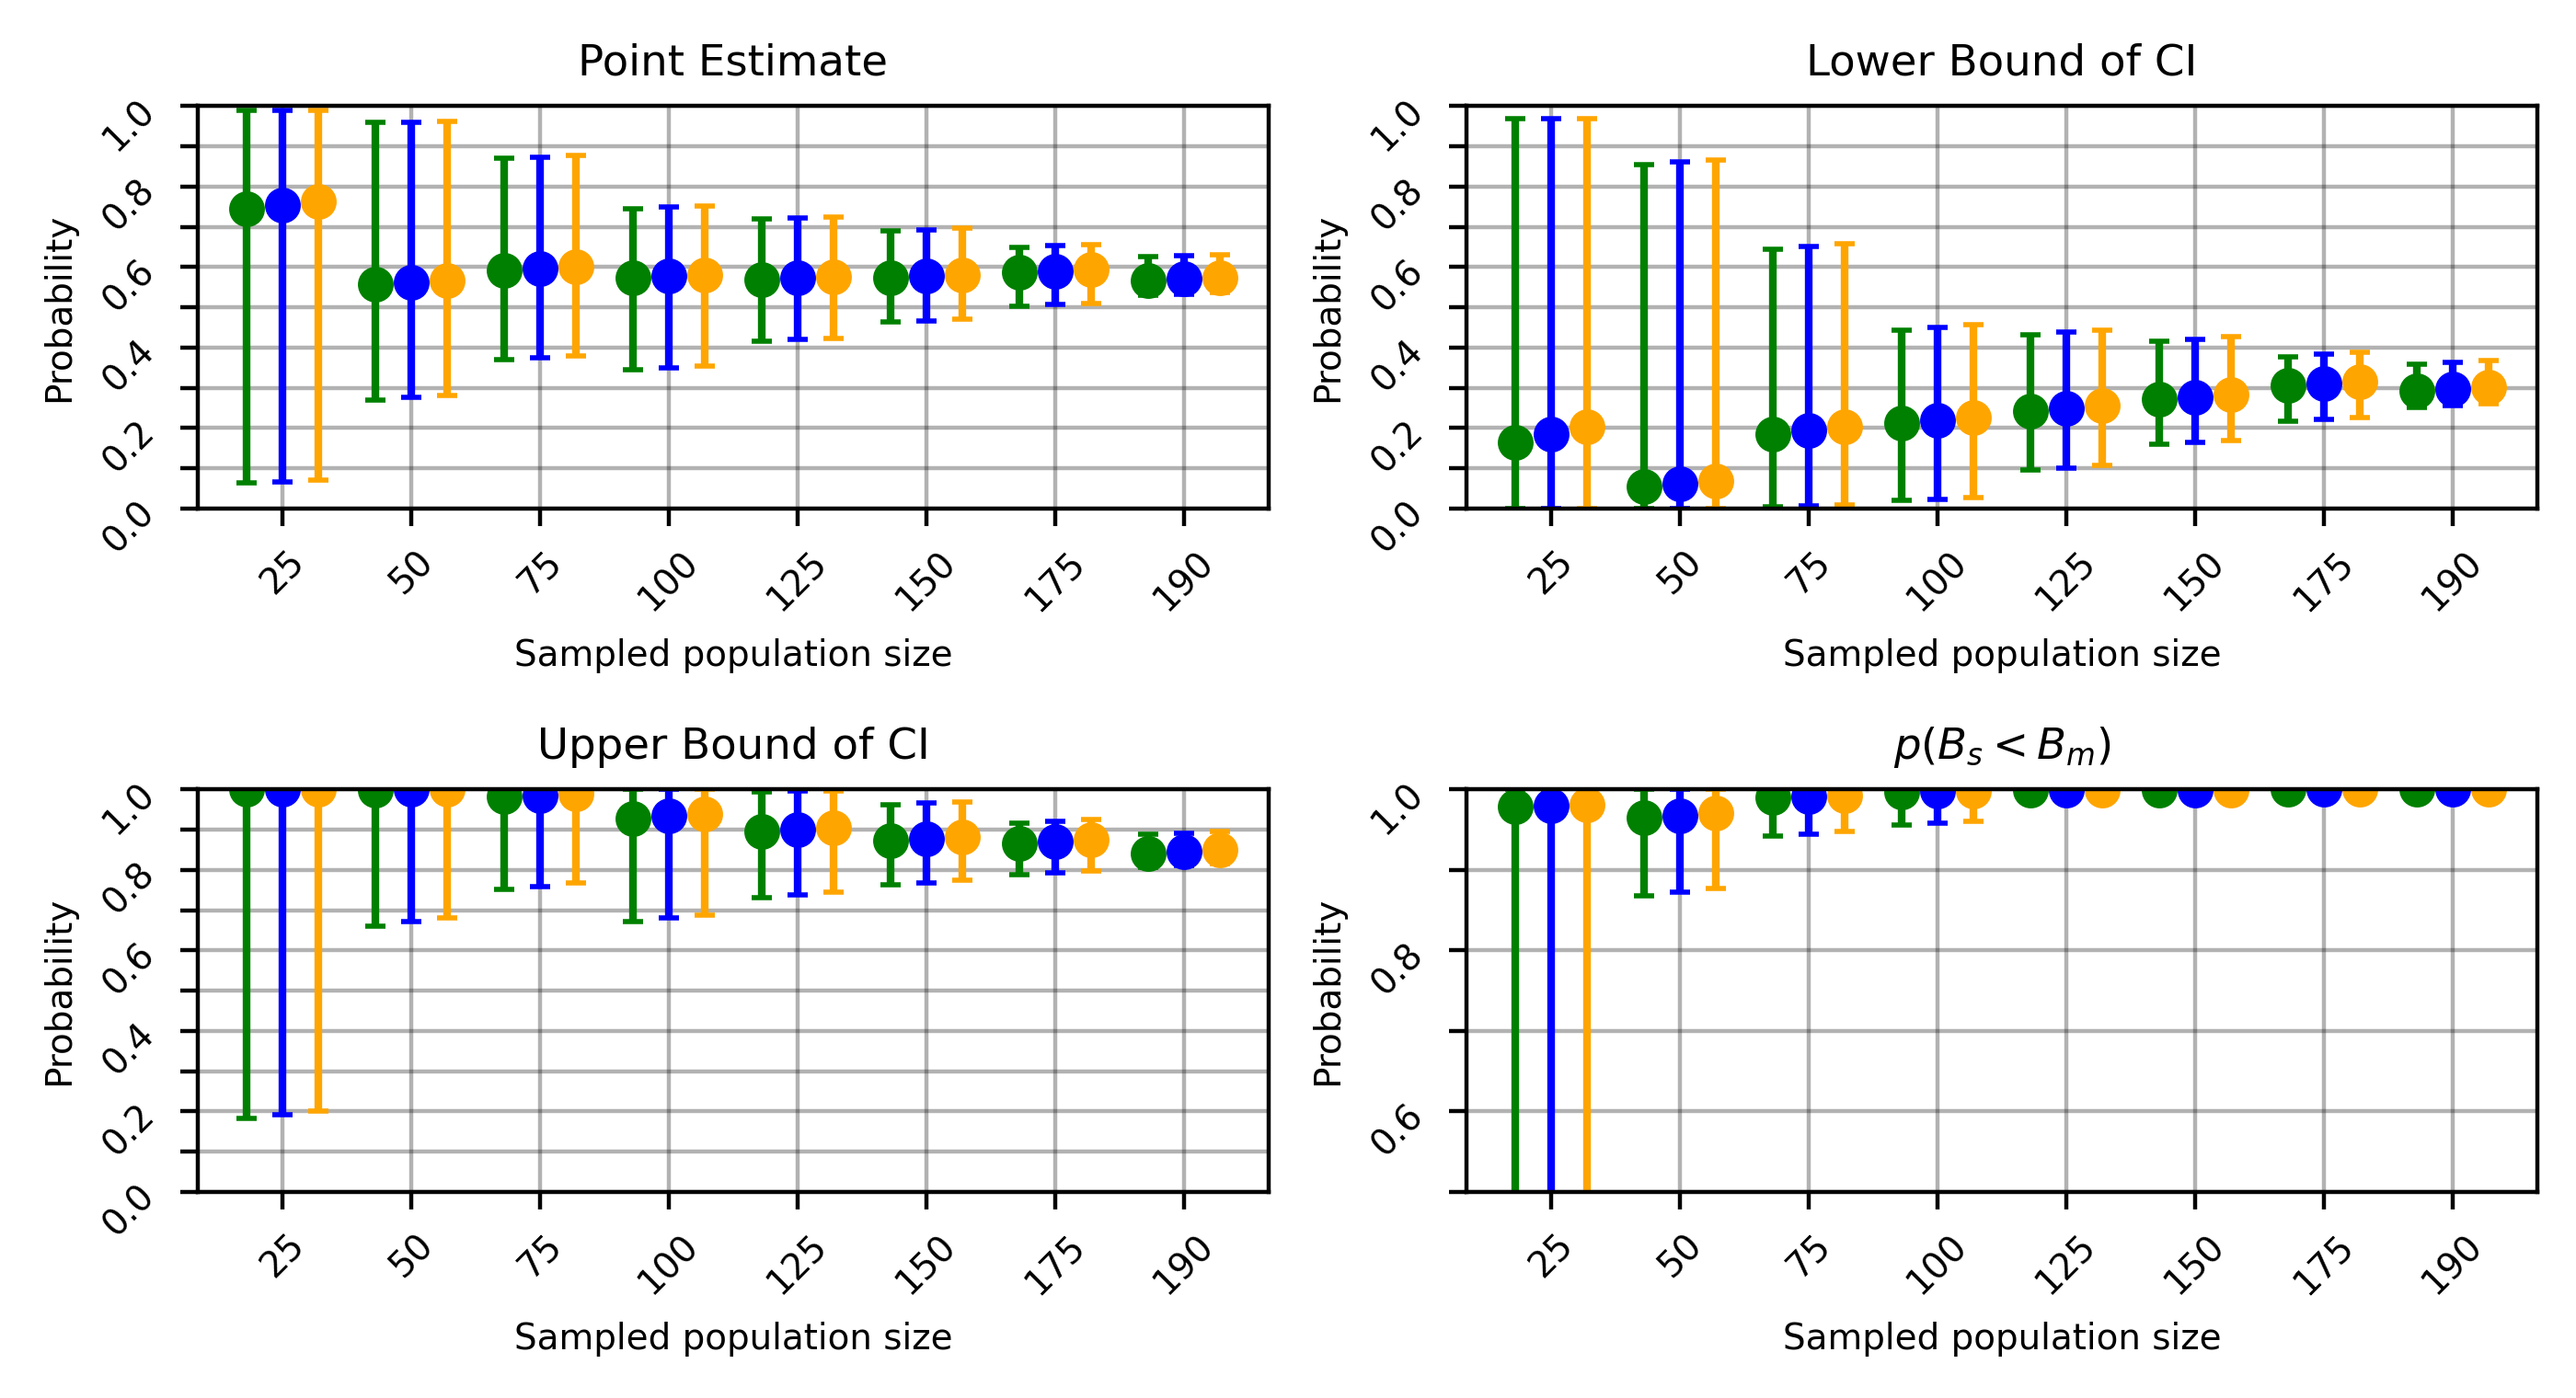 Point Estimate
1.0
0.8
0.6
0.4
0.2
0.0
Probability
25 50 75 100 125 150 175 190
Sampled population size
Lower Bound of CI
1.0
0.8
0.6
0.4
0.2
0.0
Probability
25 50 75 100 125 150 175 190
Sampled population size
Upper Bound of CI
1.0
0.8
0.6
0.4
0.2
0.0
Probability
25 50 75 100 125 150 175 190
Sampled population size
p(B_s < B_m)
1.0
0.8
0.6
Probability
25 50 75 100 125 150 175 190
Sampled population size